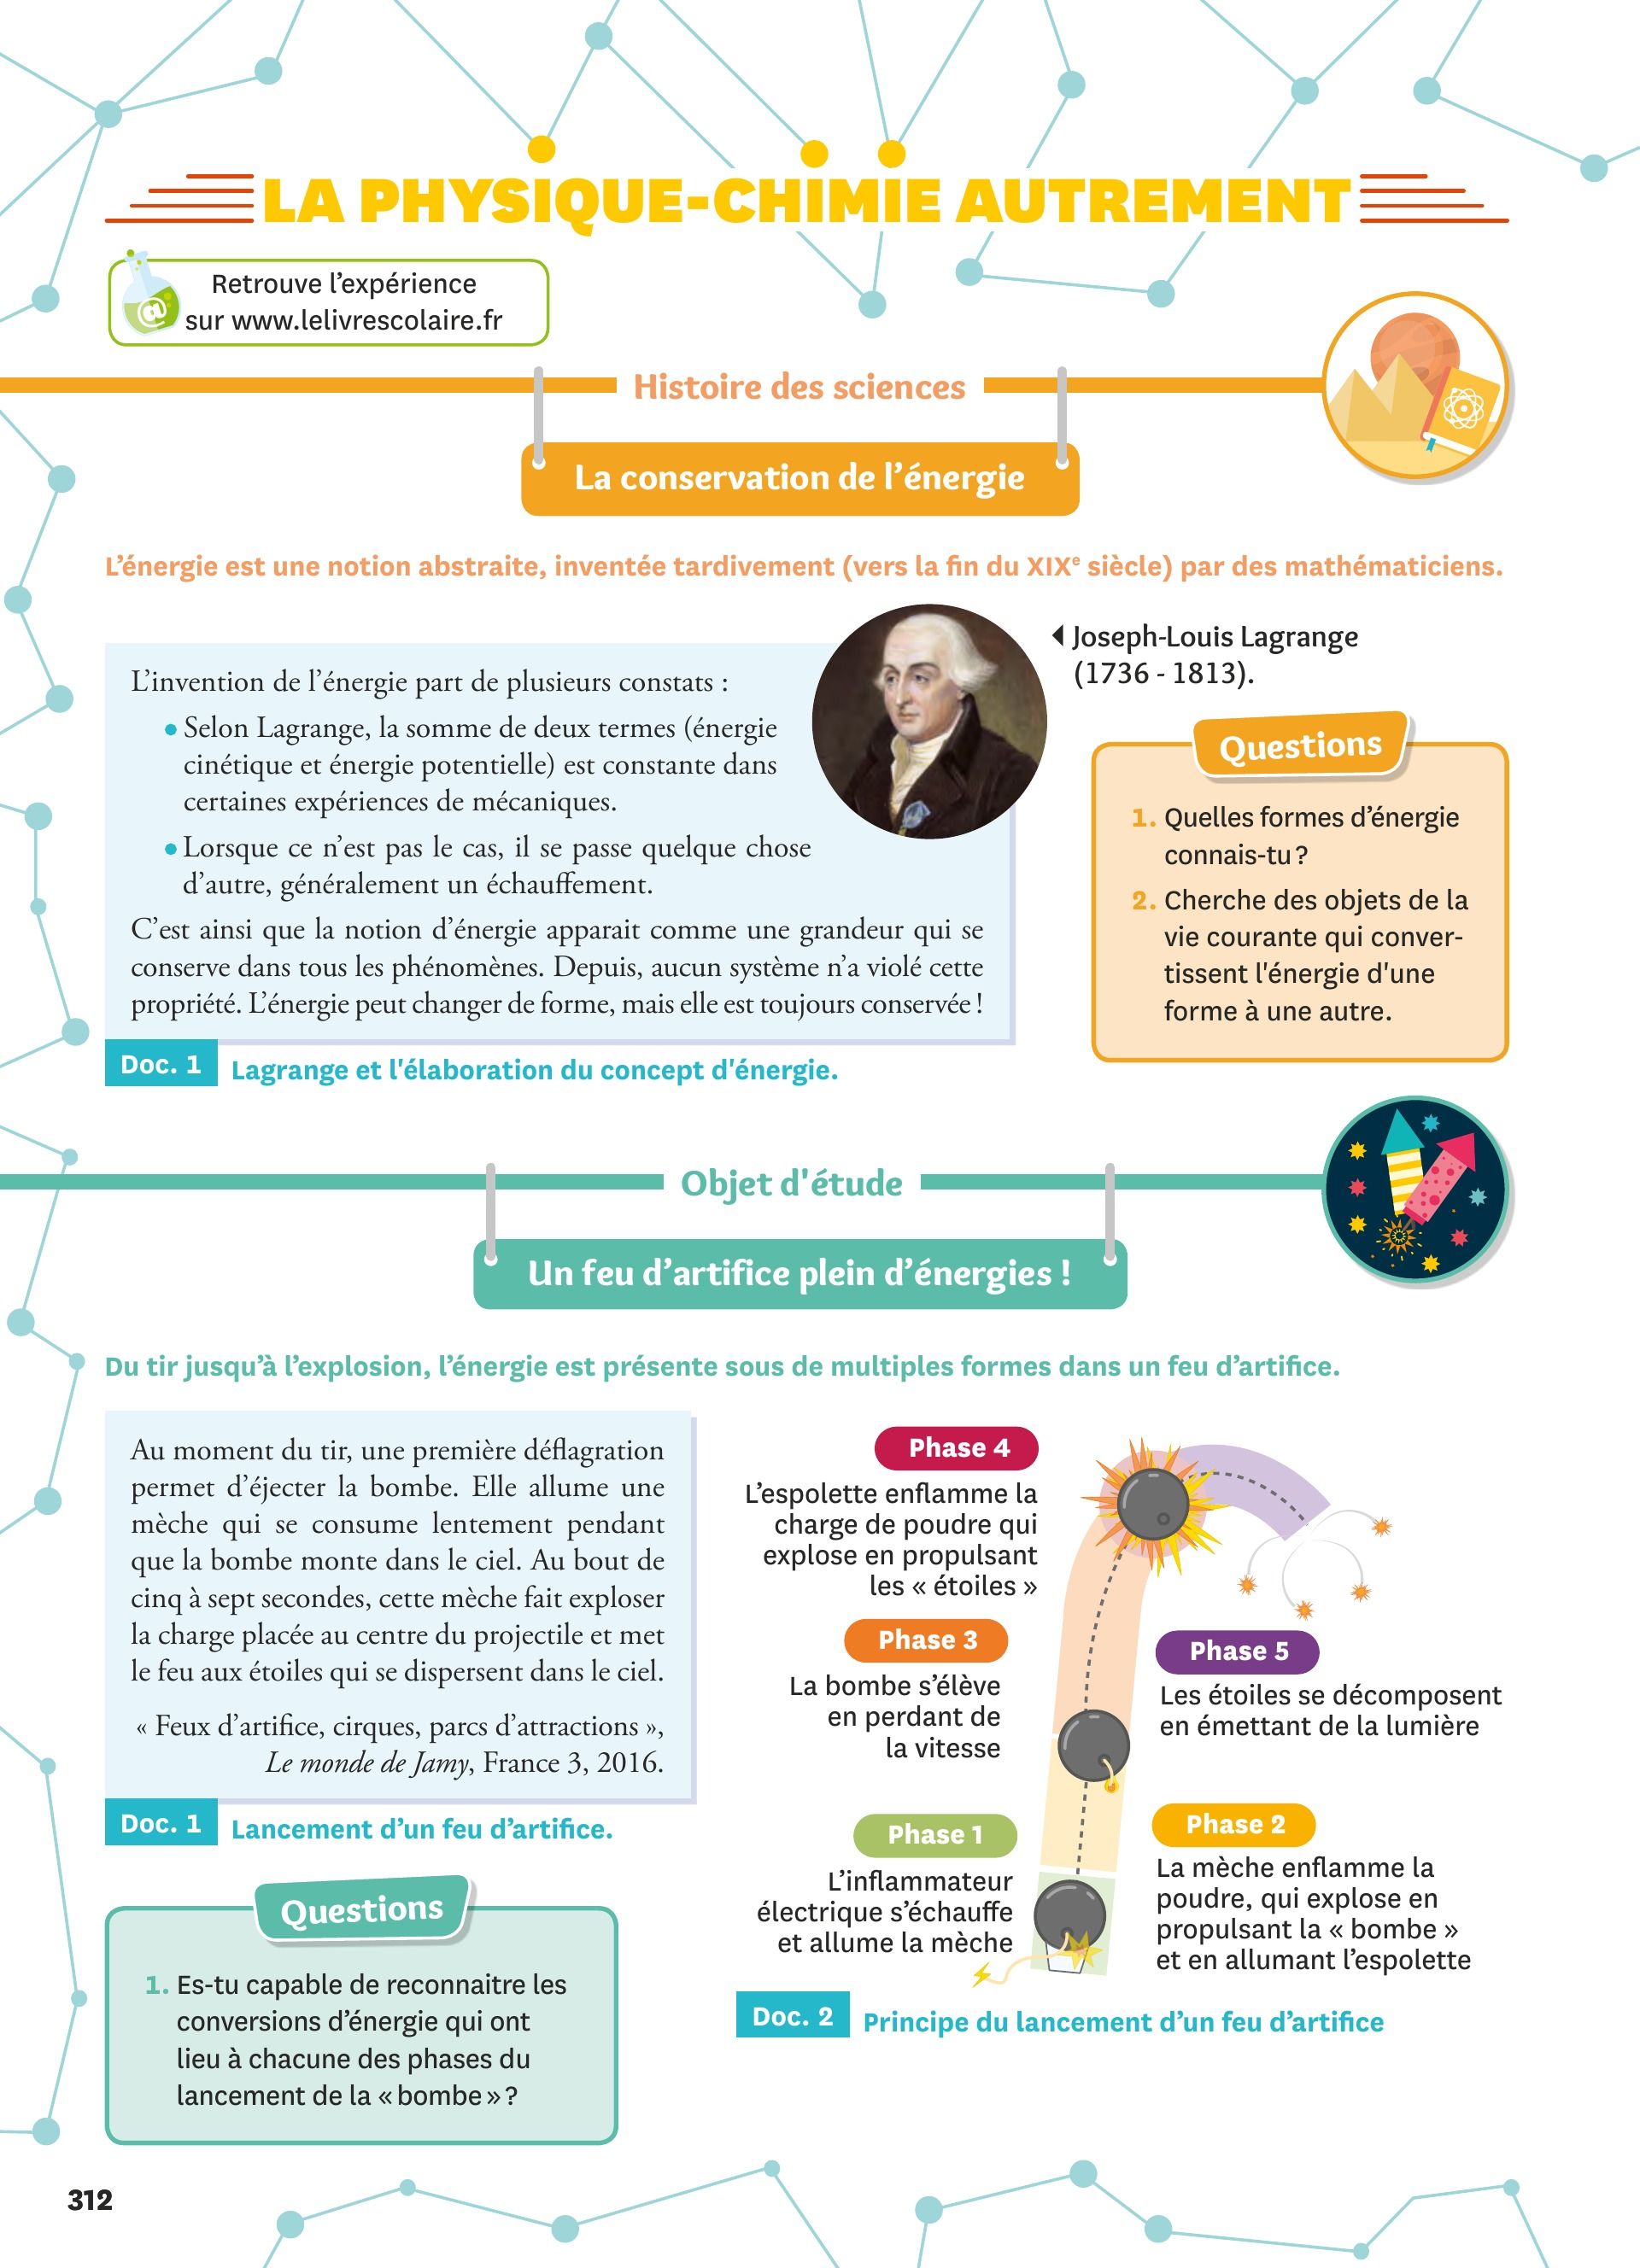 LA PHYSIQUE-CHIMIE AUTREMENT
Retrouve l'expérience
sur www.lelivrescolaire.fr
Histoire des sciences
La conservation de l'énergie
L'énergie est une notion abstraite, inventée tardivement (vers la fin du XIXe siècle) par des mathématiciens.
L'invention de l'énergie part de plusieurs constats :
• Selon Lagrange, la somme de deux termes (énergie
cinétique et énergie potentielle) est constante dans
certaines expériences de mécaniques.
• Lorsque ce n'est pas le cas, il se passe quelque chose
d'autre, généralement un échauffement.
C'est ainsi que la notion d'énergie apparait comme une grandeur qui se
conserve dans tous les phénomènes. Depuis, aucun système n'a violé cette
propriété. L'énergie peut changer de forme, mais elle est toujours conservée !
Doc. 1 Lagrange et l'élaboration du concept d'énergie.
Joseph-Louis Lagrange
(1736 - 1813).
Questions
1. Quelles formes d'énergie
connais-tu ?
2. Cherche des objets de la
vie courante qui conver-
tissent l'énergie d'une
forme à une autre.
Objet d'étude
Un feu d'artifice plein d'énergies !
Du tir jusqu'à l'explosion, l'énergie est présente sous de multiples formes dans un feu d'artifice.
Au moment du tir, une première déflagration
permet d'éjecter la bombe. Elle allume une
mèche qui se consume lentement pendant
que la bombe monte dans le ciel. Au bout de
cinq à sept secondes, cette mèche fait exploser
la charge placée au centre du projectile et met
le feu aux étoiles qui se dispersent dans le ciel.
« Feux d'artifice, cirques, parcs d'attractions »,
Le monde de Jamy, France 3, 2016.
Doc. 1 Lancement d'un feu d'artifice.
Questions
1. Es-tu capable de reconnaitre les
conversions d'énergie qui ont
lieu à chacune des phases du
lancement de la « bombe » ?
Phase 4
L'espolette enflamme la
charge de poudre qui
explose en propulsant
les « étoiles »
Phase 3
La bombe s'élève
en perdant de
la vitesse
Phase 5
Les étoiles se décomposent
en émettant de la lumière
Phase 1
L'inflammateur
électrique s'échauffe
et allume la mèche
Phase 2
La mèche enflamme la
poudre, qui explose en
propulsant la « bombe »
et en allumant l'espolette
Doc. 2 Principe du lancement d'un feu d'artifice
312